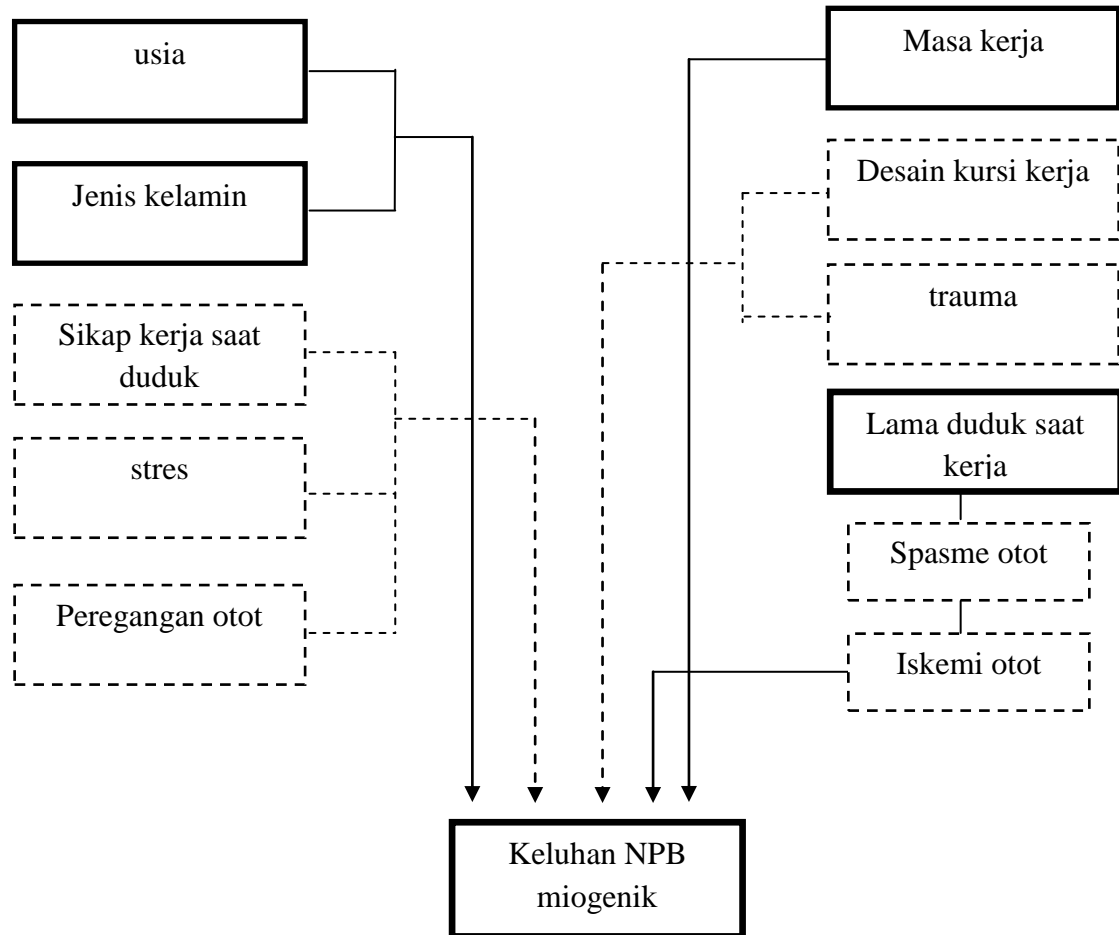 usia
Jenis kelamin
Sikap kerja saat
duduk
stres
Peregangan otot
Masa kerja
Desain kursi kerja
trauma
Lama duduk saat
kerja
Spasme otot
Iskemi otot
Keluhan NPB
miogenik